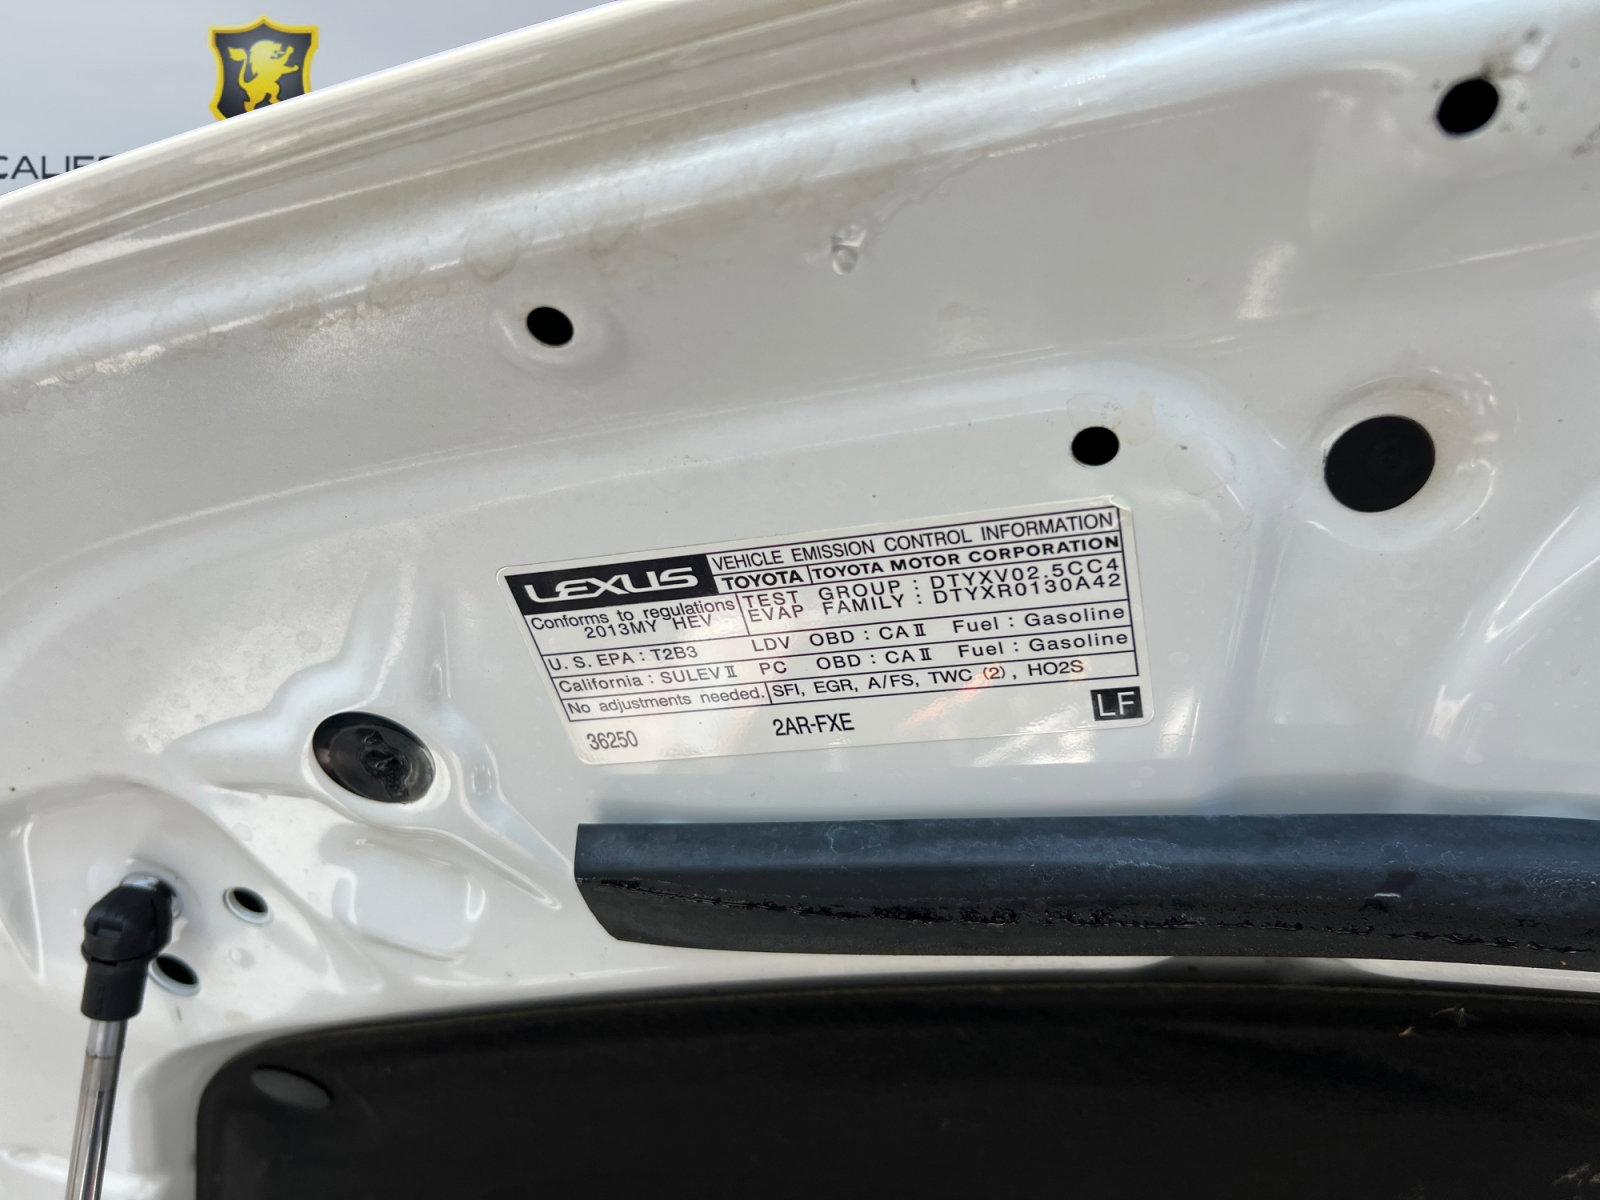 LEXUS VEHICLE EMISSION CONTROL INFORMATION
TOYOTA TOYOTA MOTOR CORPORATION
Conforms to regulations
2013MY HEV
TEST GROUP : DTYXV02.5CC4
EVAP FAMILY : DTYXR0130A42
U.S. EPA : T2B3 LDV OBD : CA II Fuel : Gasoline
California : SULEV II PC OBD : CA II Fuel : Gasoline
No adjustments needed. SFI, EGR, A/FS, TWC (2), HO2S
36250 2AR-FXE LF